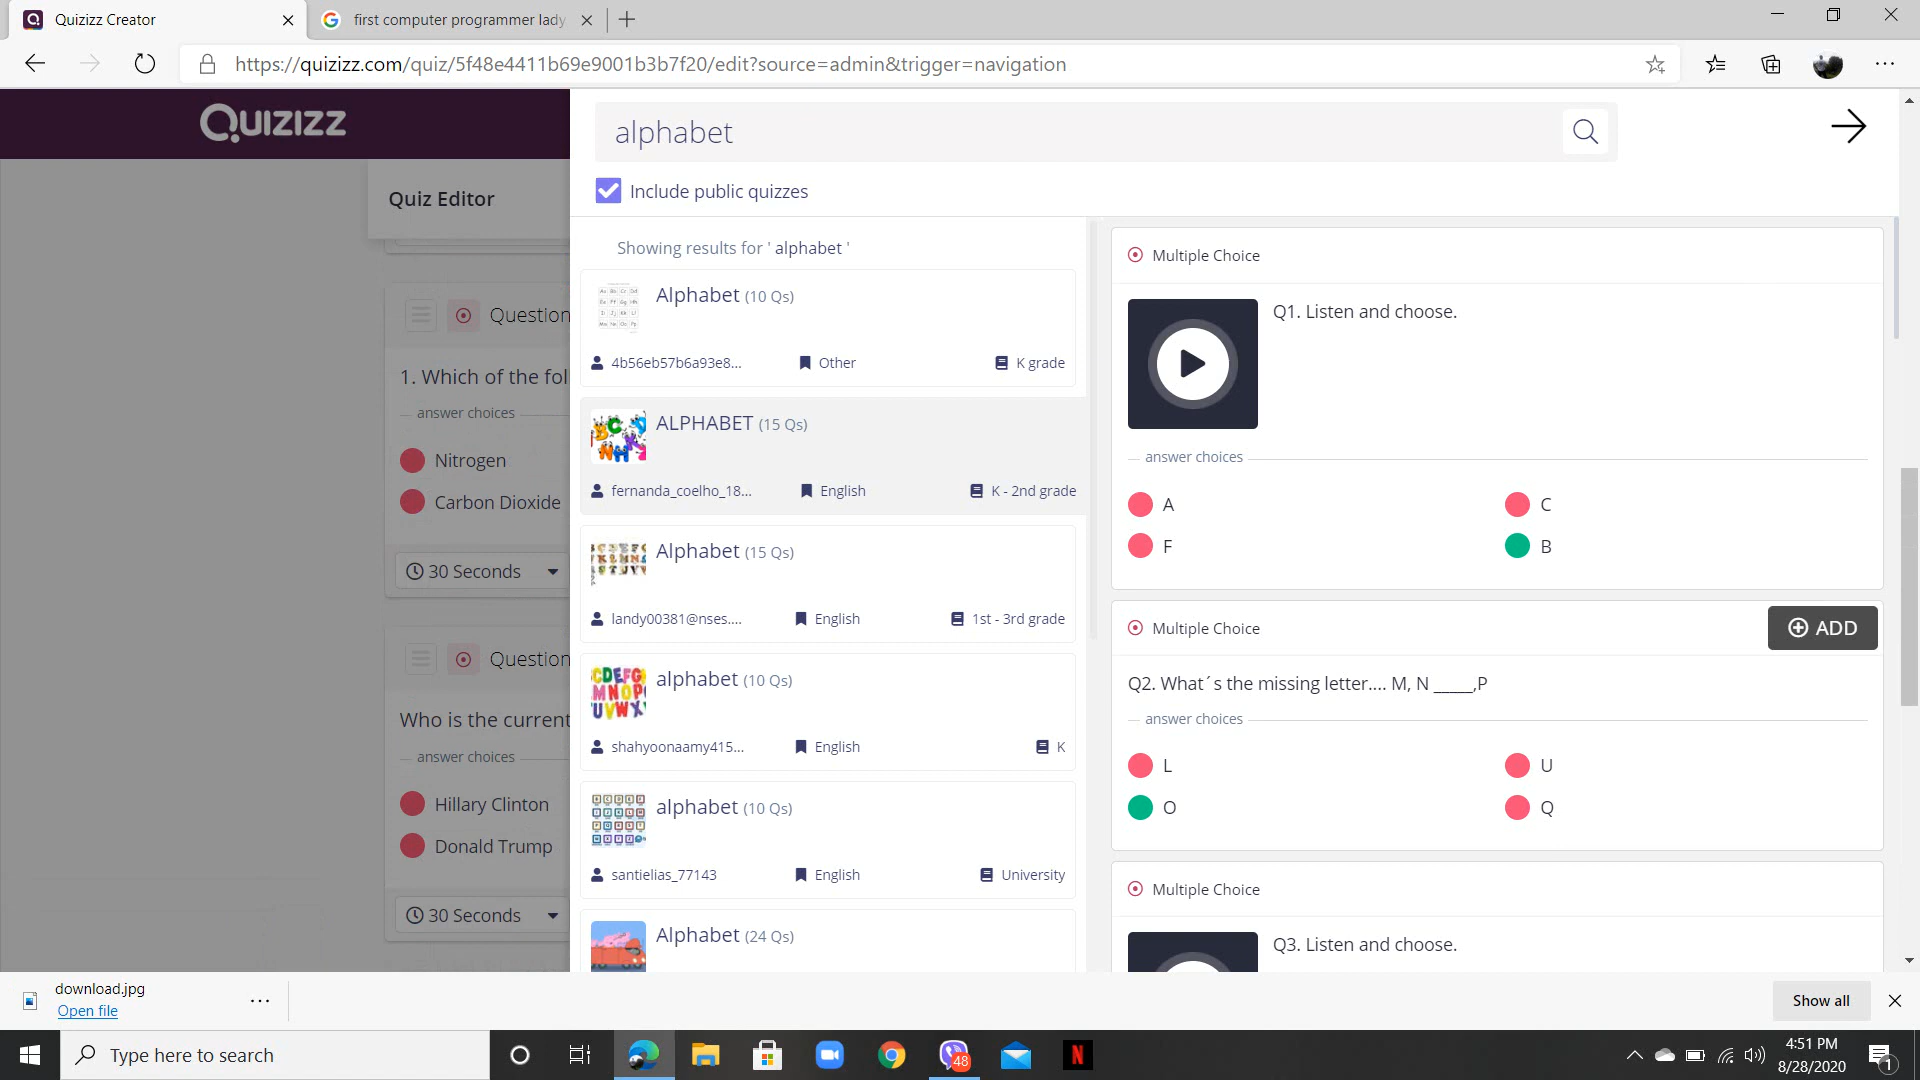 Quizizz Creator
first computer programmer lady
https://quizizz.com/quiz/5f48e4411b69e9001b3b7f20/edit?source=admin&trigger=navigation
Quizizz
alphabet
Include public quizzes
Quiz Editor
Showing results for ' alphabet '
Question
1. Which of the fol
answer choices
Nitrogen
Carbon Dioxide
30 Seconds
Question
Who is the current
answer choices
Hillary Clinton
Donald Trump
30 Seconds
Alphabet (10 Qs)
4b56eb57b6a93e8...
Other
K grade
ALPHABET (15 Qs)
fernanda_coelho_18...
English
K - 2nd grade
Alphabet (15 Qs)
landy00381@nses....
English
1st - 3rd grade
alphabet (10 Qs)
shahyoonaamy415...
English
K
alphabet (10 Qs)
santielias_77143
English
University
Alphabet (24 Qs)
Multiple Choice
Q1. Listen and choose.
answer choices
A
C
F
B
Multiple Choice
ADD
Q2. What´s the missing letter.... M, N _____,P
answer choices
L
U
O
Q
Multiple Choice
Q3. Listen and choose.
download.jpg
Open file
Show all
Type here to search
48
4:51 PM
8/28/2020
1